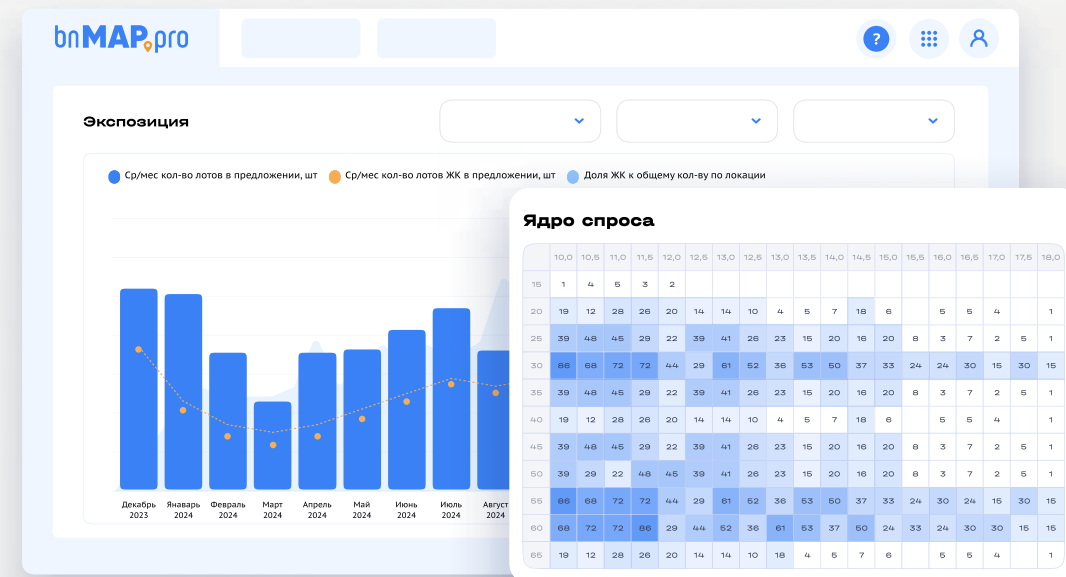 bnMAP.pro
?
Экспозиция
Ср/мес кол-во лотов в предложении, шт
Ср/мес кол-во лотов ЖК в предложении, шт
Доля ЖК к общему кол-ву по локации
Декабрь 2023
Январь 2024
Февраль 2024
Март 2024
Апрель 2024
Май 2024
Июнь 2024
Июль 2024
Август 2024
Ядро спроса
10,0 10,5 11,0 11,5 12,0 12,5 13,0 12,5 13,0 13,5 14,0 14,5 15,0 15,5 16,0 16,5 17,0 17,5 18,0
15 1 4 5 3 2
20 19 12 28 26 20 14 14 10 4 5 7 18 6 5 5 4 1
25 39 48 45 29 22 39 41 26 23 15 20 16 20 8 3 7 2 5 1
30 86 68 72 72 44 29 61 52 36 53 50 37 33 24 24 30 15 30 15
35 39 48 45 29 22 39 41 26 23 15 20 16 20 8 3 7 2 5 1
40 19 12 28 26 20 14 14 10 4 5 7 18 6 5 5 4 1
45 39 48 45 29 22 39 41 26 23 15 20 16 20 8 3 7 2 5 1
50 39 29 22 48 45 39 41 26 23 15 20 16 20 8 3 7 2 5 1
55 86 68 72 72 44 29 61 52 36 53 50 37 33 24 30 24 15 30 15
60 68 72 72 86 29 44 52 36 61 53 37 50 24 33 24 30 30 15 15
65 19 12 28 26 20 14 14 10 18 4 5 7 6 5 5 4 1